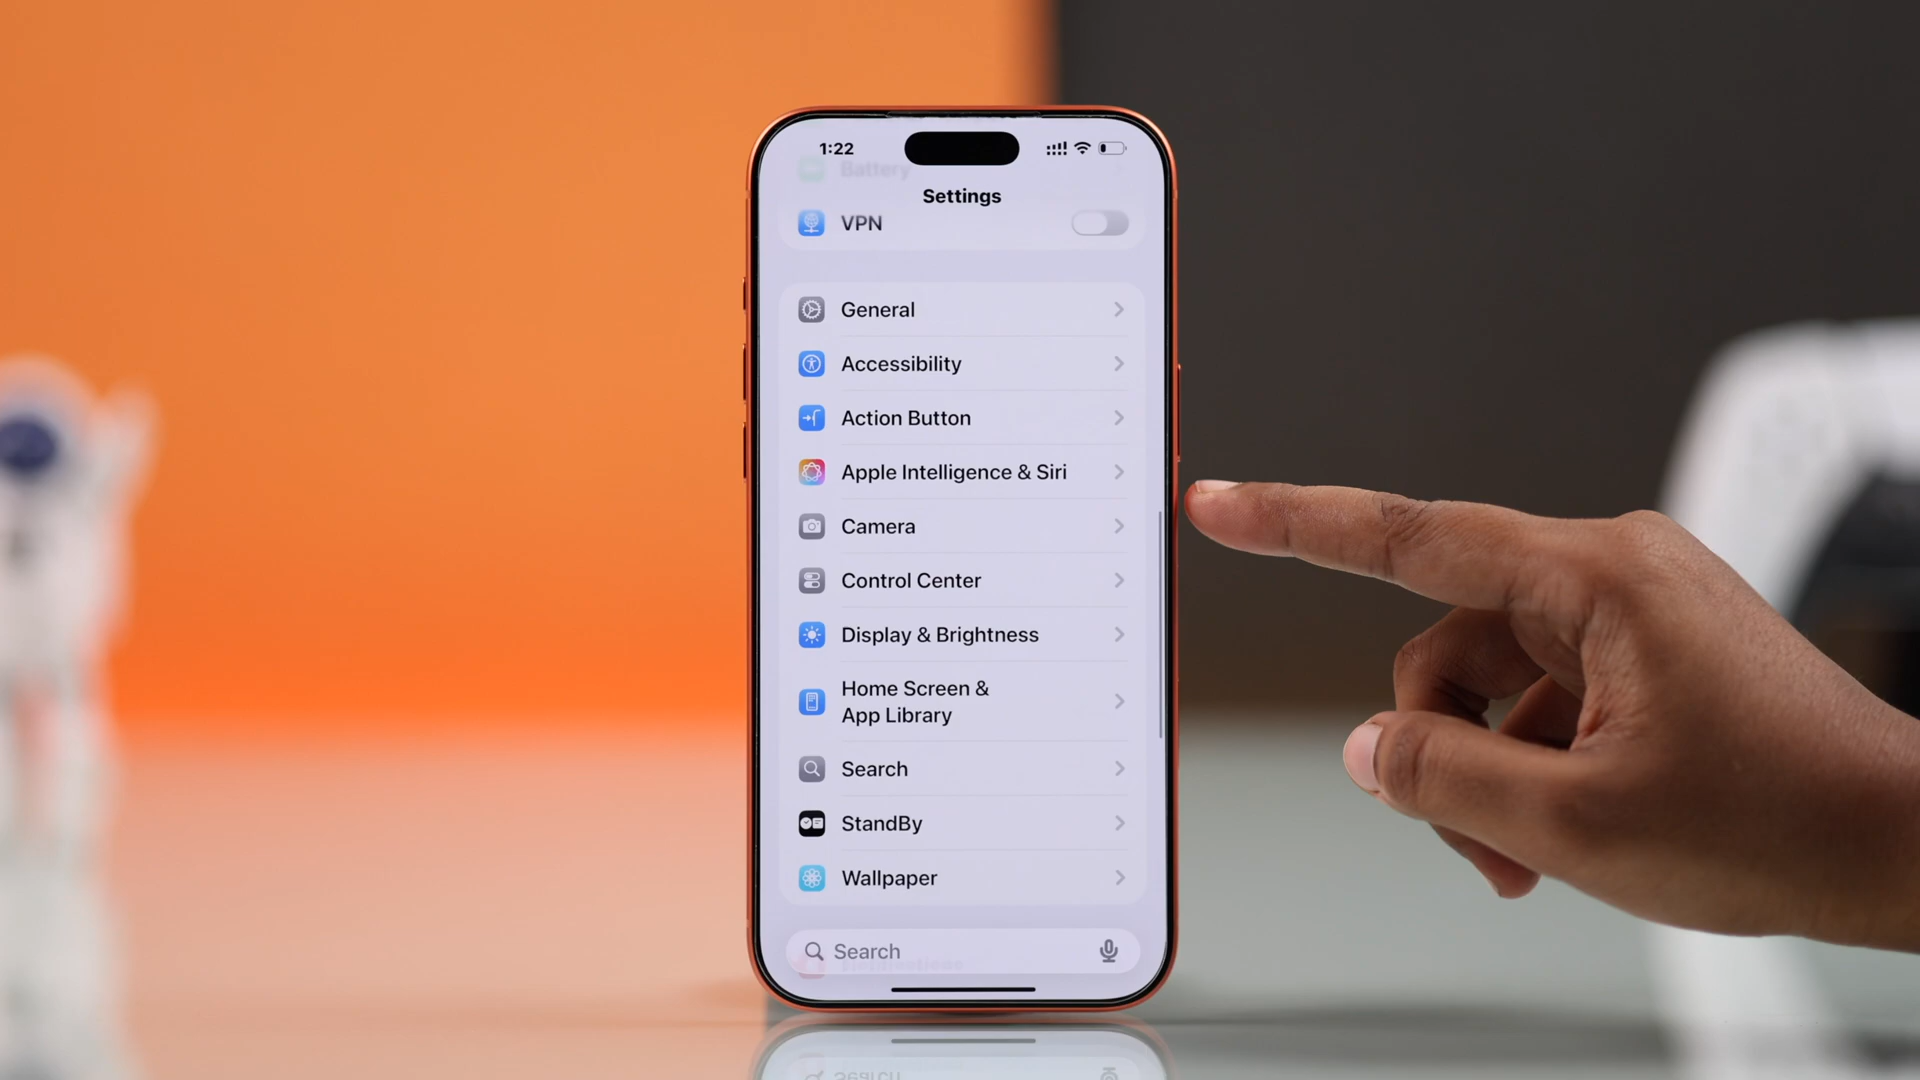 1:22
Battery
Settings
VPN
General
Accessibility
Action Button
Apple Intelligence & Siri
Camera
Control Center
Display & Brightness
Home Screen &
App Library
Search
StandBy
Wallpaper
Search